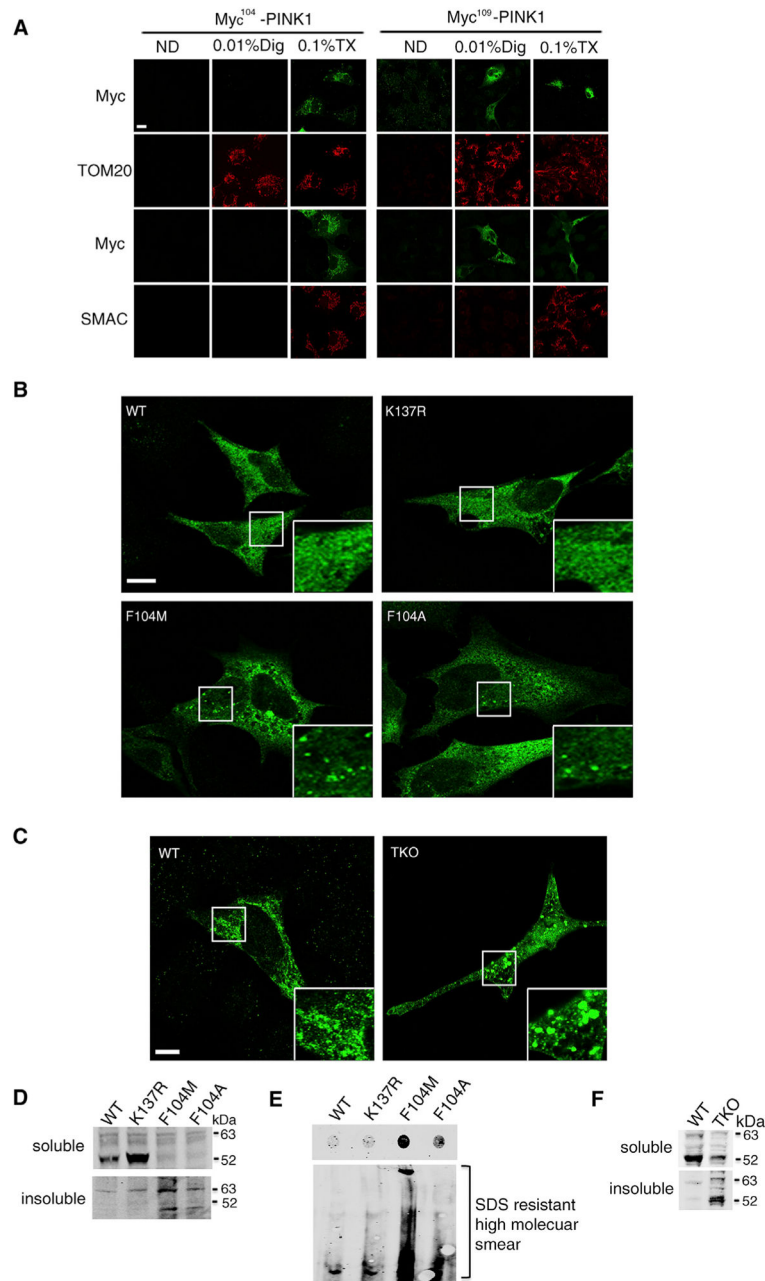 A
Myc104-PINK1 Myc109-PINK1
ND 0.01%Dig 0.1%TX ND 0.01%Dig 0.1%TX
Myc
TOM20
Myc
SMAC
B
WT K137R
F104M F104A
C
WT TKO
D
WT K137R F104M F104A kDa
soluble 63
52
insoluble 63
52
E
WT K137R F104M F104A
SDS resistant
high molecuar
smear
F
WT TKO kDa
soluble 63
52
insoluble 63
52